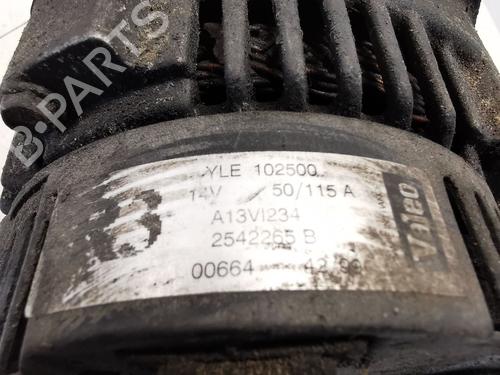 B-PARTS
YLE 102500
14V 50/115 A
A13VI234
2542265 B
00664
Valeo